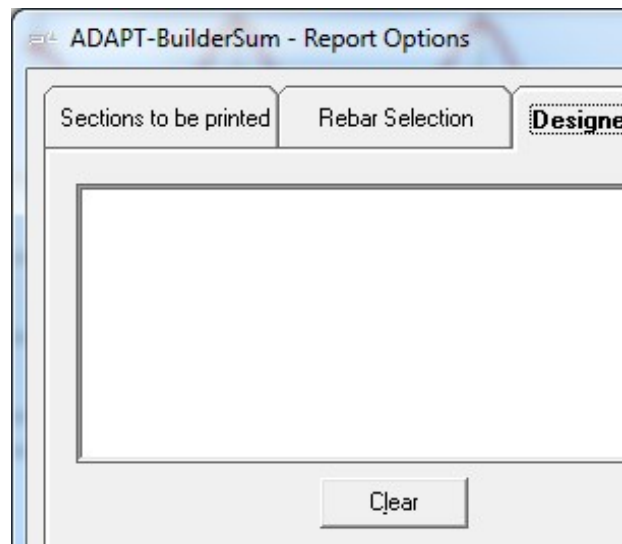 ADAPT-BuilderSum - Report Options
Sections to be printed Rebar Selection Designe
Clear